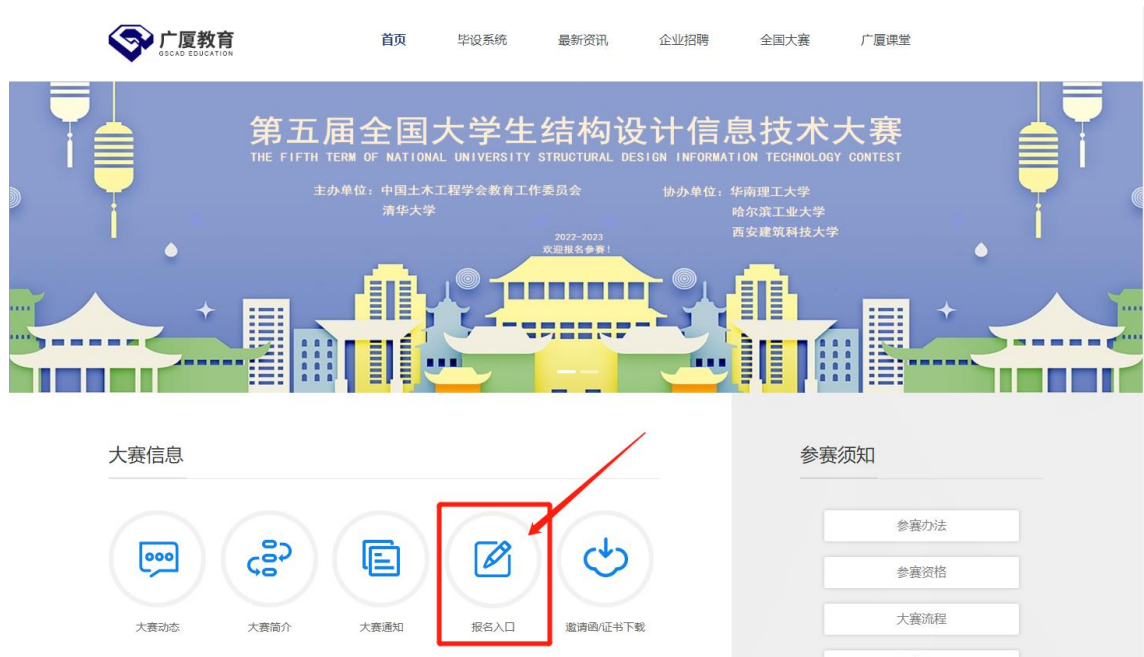 广厦教育
GSCAD EDUCATION
首页 毕设系统 最新资讯 企业招聘 全国大赛 广厦课堂
第五届全国大学生结构设计信息技术大赛
THE FIFTH TERM OF NATIONAL UNIVERSITY STRUCTURAL DESIGN INFORMATION TECHNOLOGY CONTEST
主办单位：中国土木工程学会教育工作委员会
清华大学
协办单位：华南理工大学
哈尔滨工业大学
西安建筑科技大学
2022-2023
欢迎报名参赛！
大赛信息
大赛动态 大赛简介 大赛通知 报名入口 邀请函/证书下载
参赛须知
参赛办法
参赛资格
大赛流程